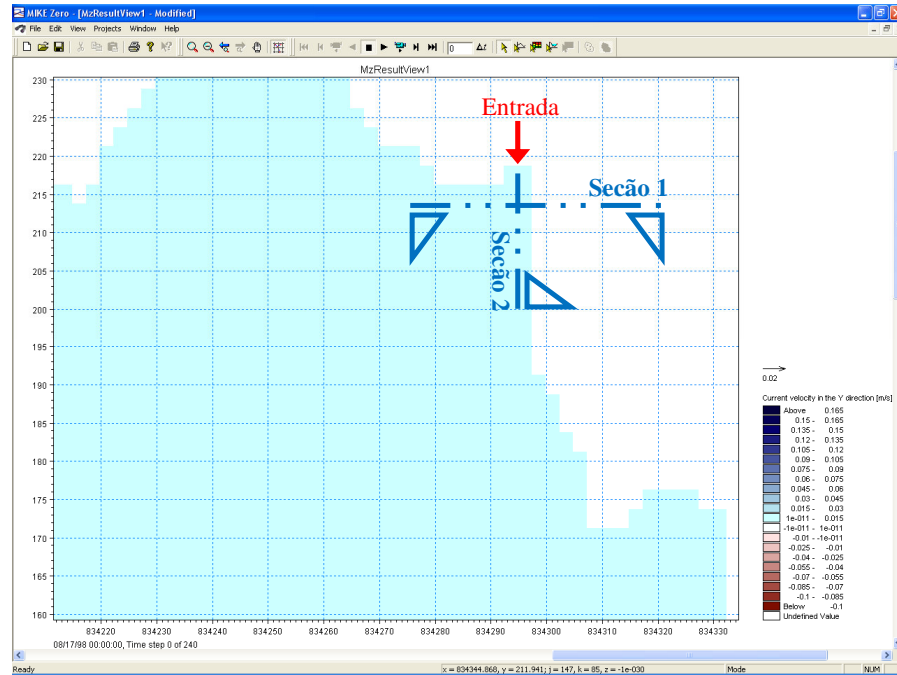 MIKE Zero - [MzResultView1 - Modified]
File Edit View Projects Window Help
0
Δt
MzResultView1
Entrada
Secão 1
Secão 2
230
225
220
215
210
205
200
195
190
185
180
175
170
165
160
834220 834230 834240 834250 834260 834270 834280 834290 834300 834310 834320 834330
08/17/98 00:00:00, Time step 0 of 240
0.02
Current velocity in the Y direction [m/s]
Above 0.165
0.15 - 0.165
0.135 - 0.15
0.12 - 0.135
0.105 - 0.12
0.09 - 0.105
0.075 - 0.09
0.06 - 0.075
0.045 - 0.06
0.03 - 0.045
0.015 - 0.03
1e-011 - 0.015
-1e-011 - 1e-011
-0.01 - -1e-011
-0.025 - -0.01
-0.04 - -0.025
-0.055 - -0.04
-0.07 - -0.055
-0.085 - -0.07
-0.1 - -0.085
Below -0.1
Undefined Value
Ready
x = 834344.868, y = 211.941; j = 147, k = 85, z = -1e-030
Mode
NUM